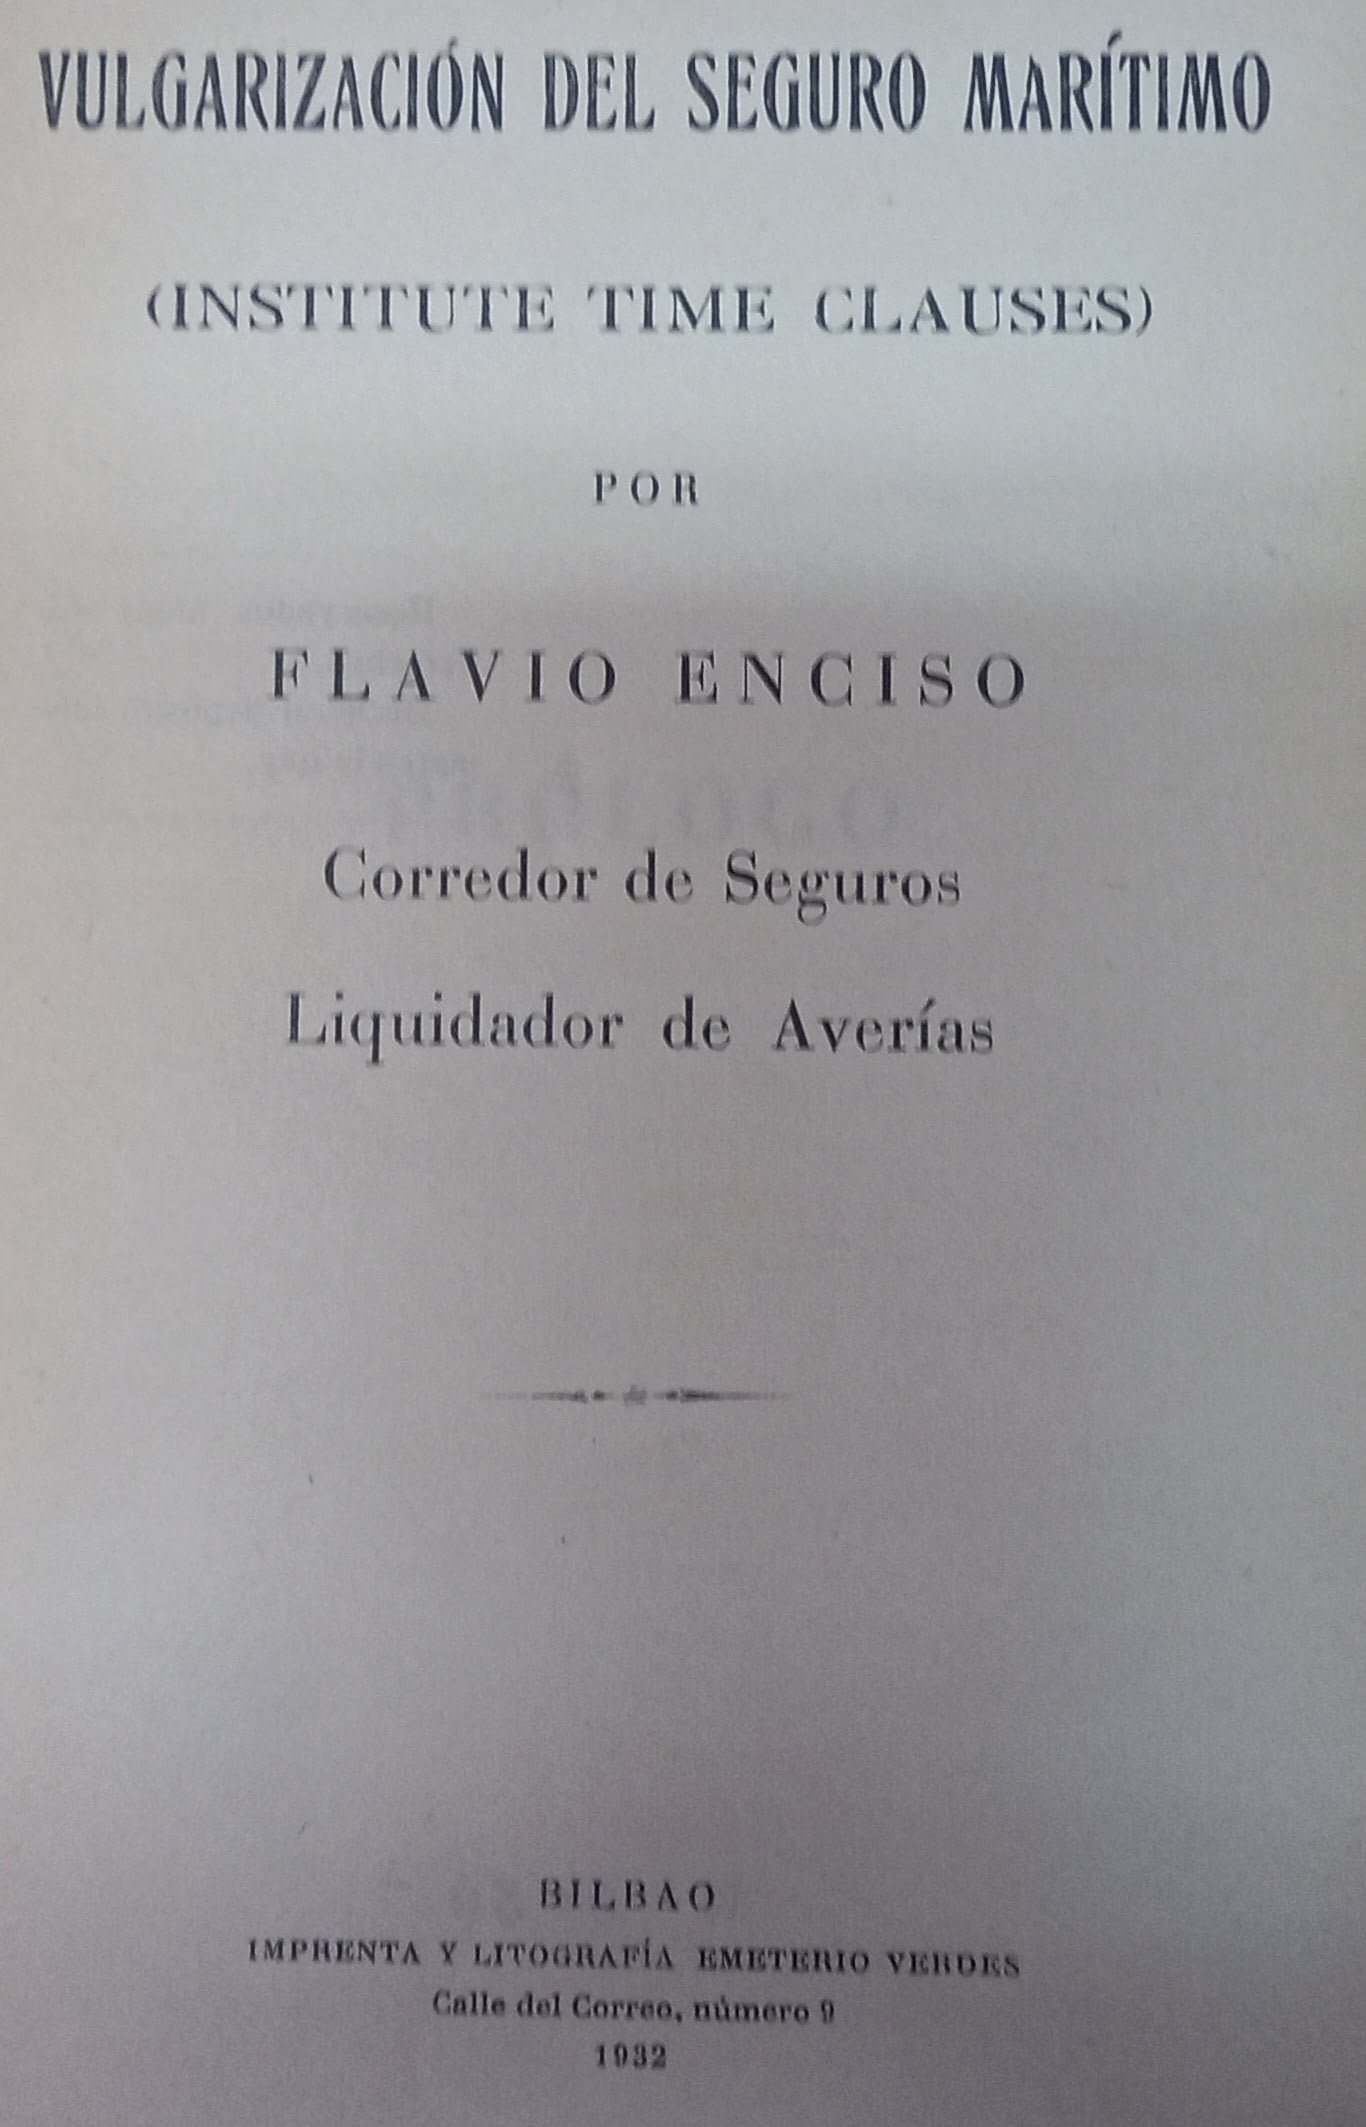 VULGARIZACIÓN DEL SEGURO MARÍTIMO
(INSTITUTE TIME CLAUSES)
POR
FLAVIO ENCISO
Corredor de Seguros
Liquidador de Averías
BILBAO
IMPRENTA Y LITOGRAFÍA EMETERIO VERDES
Calle del Correo, número 9
1932